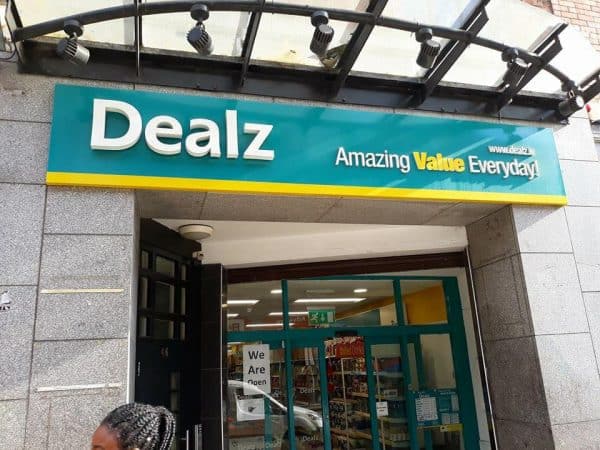 Dealz
www.dealz.ie
Amazing Value Everyday!
We
Are
Open